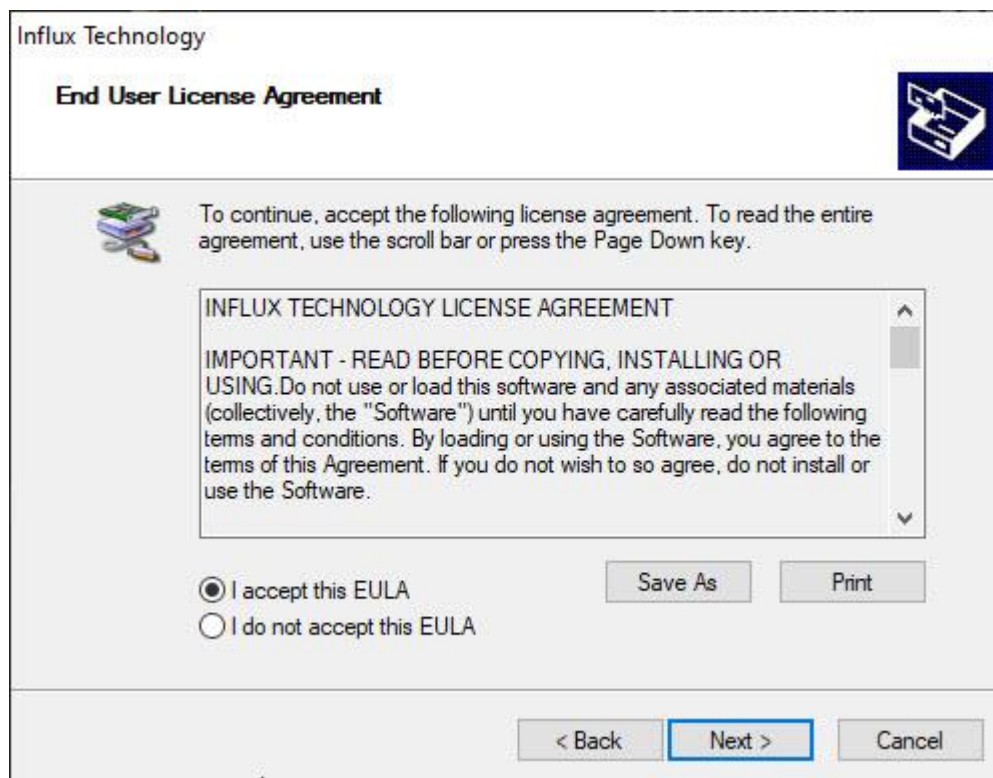 Influx Technology
End User License Agreement
To continue, accept the following license agreement. To read the entire
agreement, use the scroll bar or press the Page Down key.
INFLUX TECHNOLOGY LICENSE AGREEMENT
IMPORTANT - READ BEFORE COPYING, INSTALLING OR
USING.Do not use or load this software and any associated materials
(collectively, the "Software") until you have carefully read the following
terms and conditions. By loading or using the Software, you agree to the
terms of this Agreement. If you do not wish to so agree, do not install or
use the Software.
I accept this EULA
Save As
Print
I do not accept this EULA
< Back
Next >
Cancel